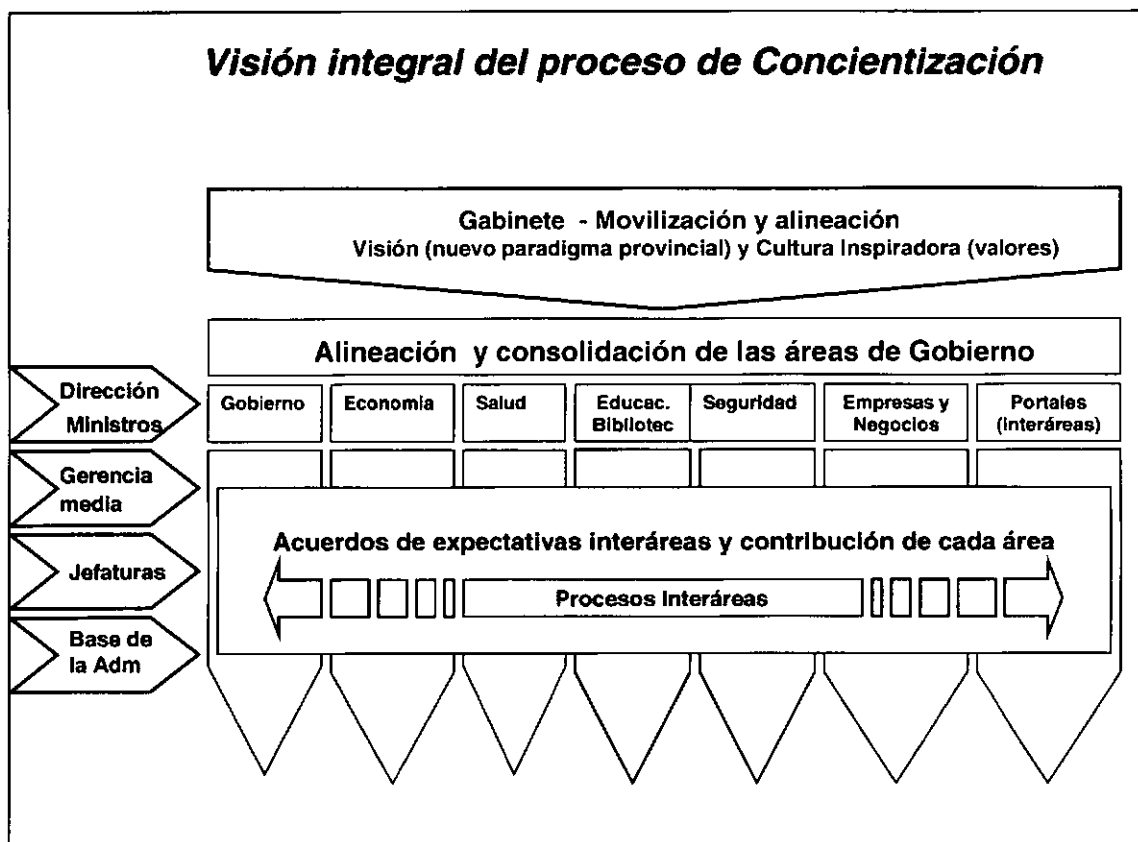 Visión integral del proceso de Concientización
Gabinete - Movilización y alineación
Visión (nuevo paradigma provincial) y Cultura Inspiradora (valores)
Alineación y consolidación de las áreas de Gobierno
Dirección
Ministros
Gobierno
Economia
Salud
Educac.
Bibliotec
Seguridad
Empresas y
Negocios
Portales
(interáreas)
Gerencia
media
Acuerdos de expectativas interáreas y contribución de cada área
Jefaturas
Procesos Interáreas
Base de
la Adm